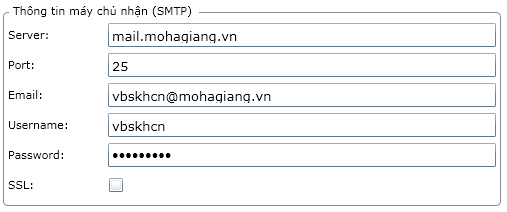 Thông tin máy chủ nhận (SMTP)
Server: mail.mohagiang.vn
Port: 25
Email: vbskhcn@mohagiang.vn
Username: vbskhcn
Password: •••••••••
SSL: